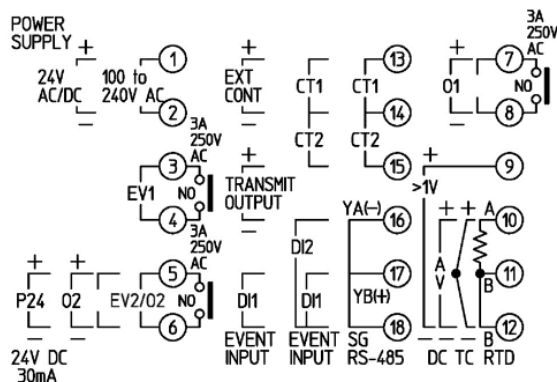 POWER SUPPLY
+ + + 1 13 + 7 3A 250V AC
24V AC/DC 100 to 240V AC EXT CONT CT1 CT1 O1 NO
− − 2 − 14 − 8
3A 250V AC CT2 CT2
3 + 15 + 9
EV1 NO TRANSMIT OUTPUT >1V
4 − YA(−) 16 + + A 10
3A 250V AC DI2
+ + 5 + 17 A V B 11
P24 O2 EV2/O2 NO DI1 DI1 YB(+)
− − 6 18 − − − B 12
24V DC 30mA EVENT INPUT EVENT INPUT SG RS-485 DC TC RTD